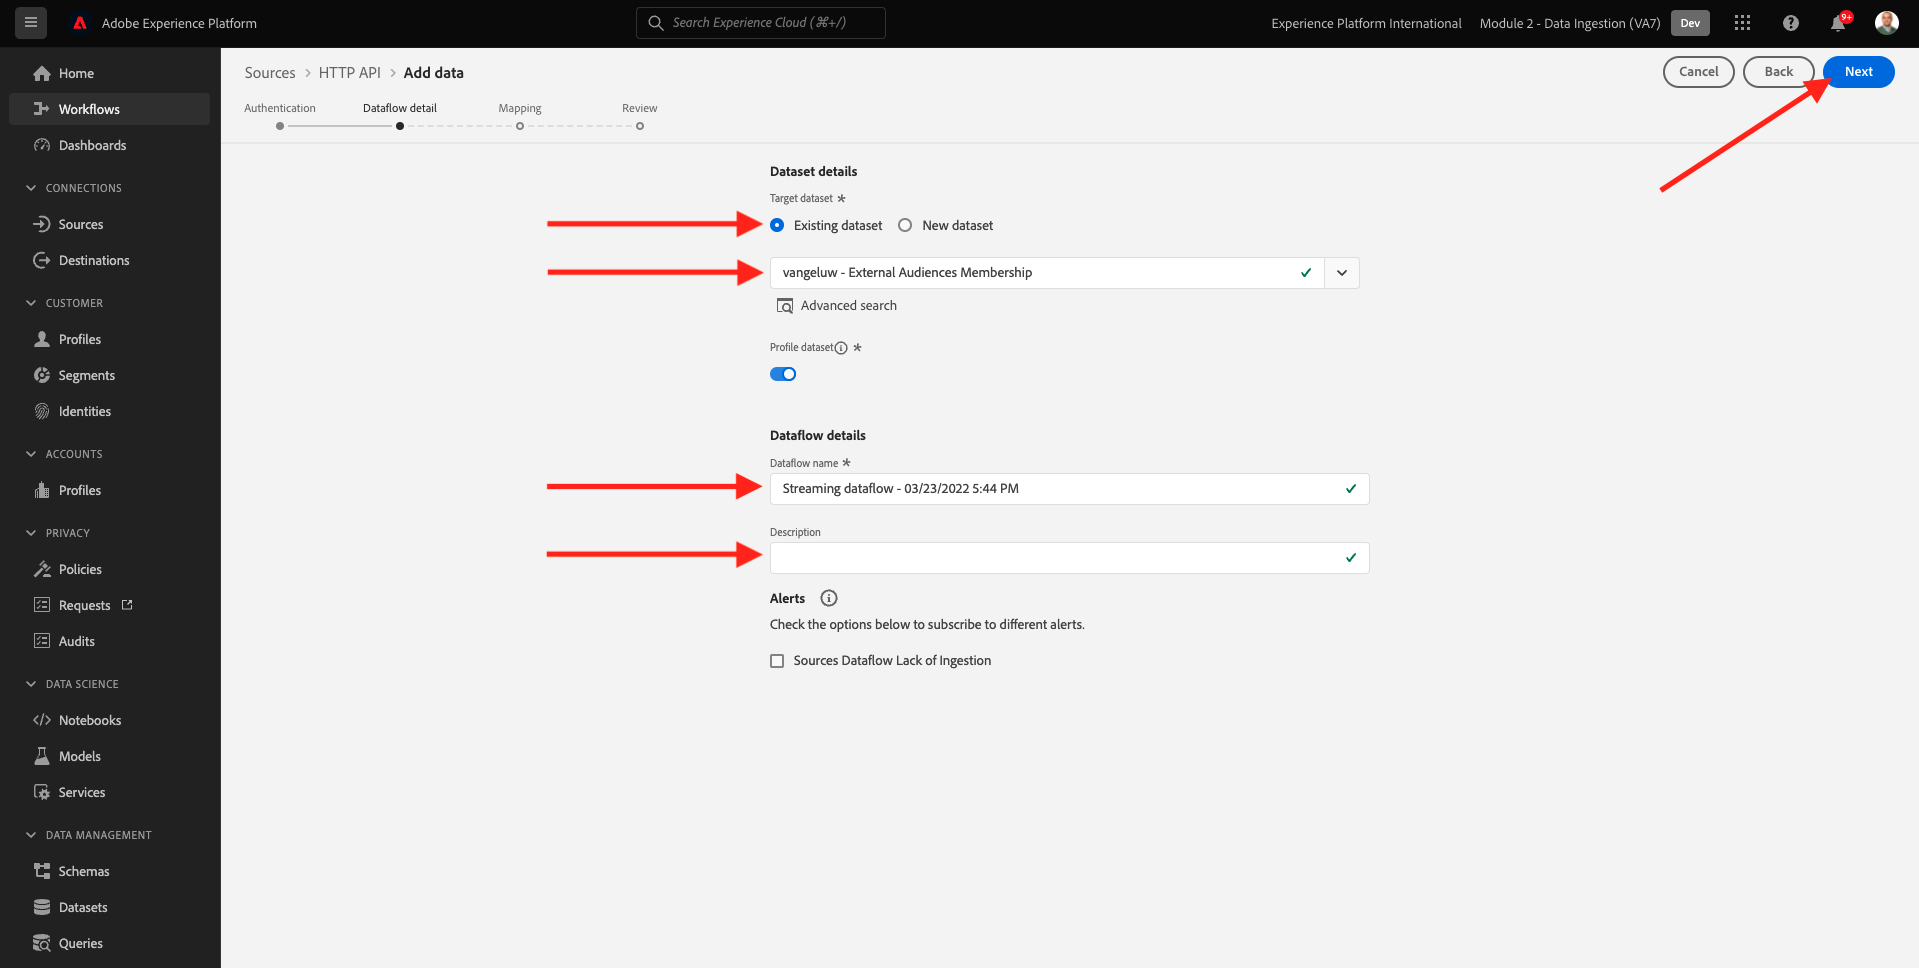 Adobe Experience Platform
Search Experience Cloud (⌘+/)
Experience Platform International
Module 2 - Data Ingestion (VA7)
Dev
9+
Home
Workflows
Dashboards
CONNECTIONS
Sources
Destinations
CUSTOMER
Profiles
Segments
Identities
ACCOUNTS
Profiles
PRIVACY
Policies
Requests
Audits
DATA SCIENCE
Notebooks
Models
Services
DATA MANAGEMENT
Schemas
Datasets
Queries
Sources > HTTP API > Add data
Cancel
Back
Next
Authentication
Dataflow detail
Mapping
Review
Dataset details
Target dataset *
Existing dataset
New dataset
vangeluw - External Audiences Membership
Advanced search
Profile dataset *
Dataflow details
Dataflow name *
Streaming dataflow - 03/23/2022 5:44 PM
Description
Alerts
Check the options below to subscribe to different alerts.
Sources Dataflow Lack of Ingestion